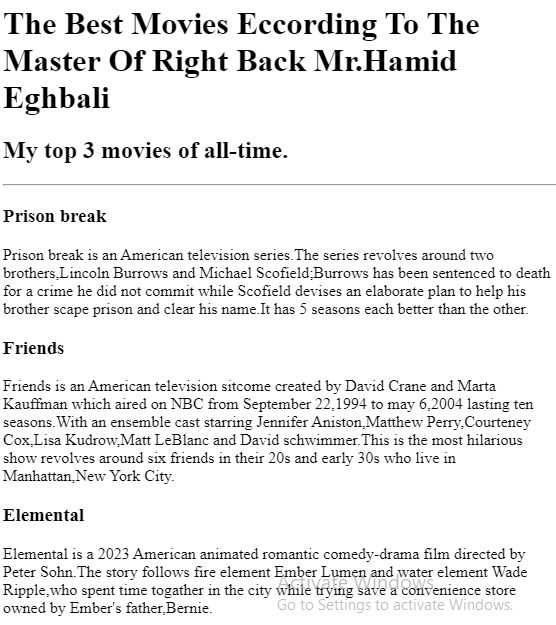 The Best Movies Eccording To The
Master Of Right Back Mr.Hamid
Eghbali
My top 3 movies of all-time.
Prison break
Prison break is an American television series.The series revolves around two
brothers,Lincoln Burrows and Michael Scofield;Burrows has been sentenced to death
for a crime he did not commit while Scofield devises an elaborate plan to help his
brother scape prison and clear his name.It has 5 seasons each better than the other.
Friends
Friends is an American television sitcome created by David Crane and Marta
Kauffman which aired on NBC from September 22,1994 to may 6,2004 lasting ten
seasons.With an ensemble cast starring Jennifer Aniston,Matthew Perry,Courteney
Cox,Lisa Kudrow,Matt LeBlanc and David schwimmer.This is the most hilarious
show revolves around six friends in their 20s and early 30s who live in
Manhattan,New York City.
Elemental
Elemental is a 2023 American animated romantic comedy-drama film directed by
Peter Sohn.The story follows fire element Ember Lumen and water element Wade
Ripple,who spent time togather in the city while trying save a convenience store
owned by Ember's father,Bernie.
Activate Windows
Go to Settings to activate Windows.